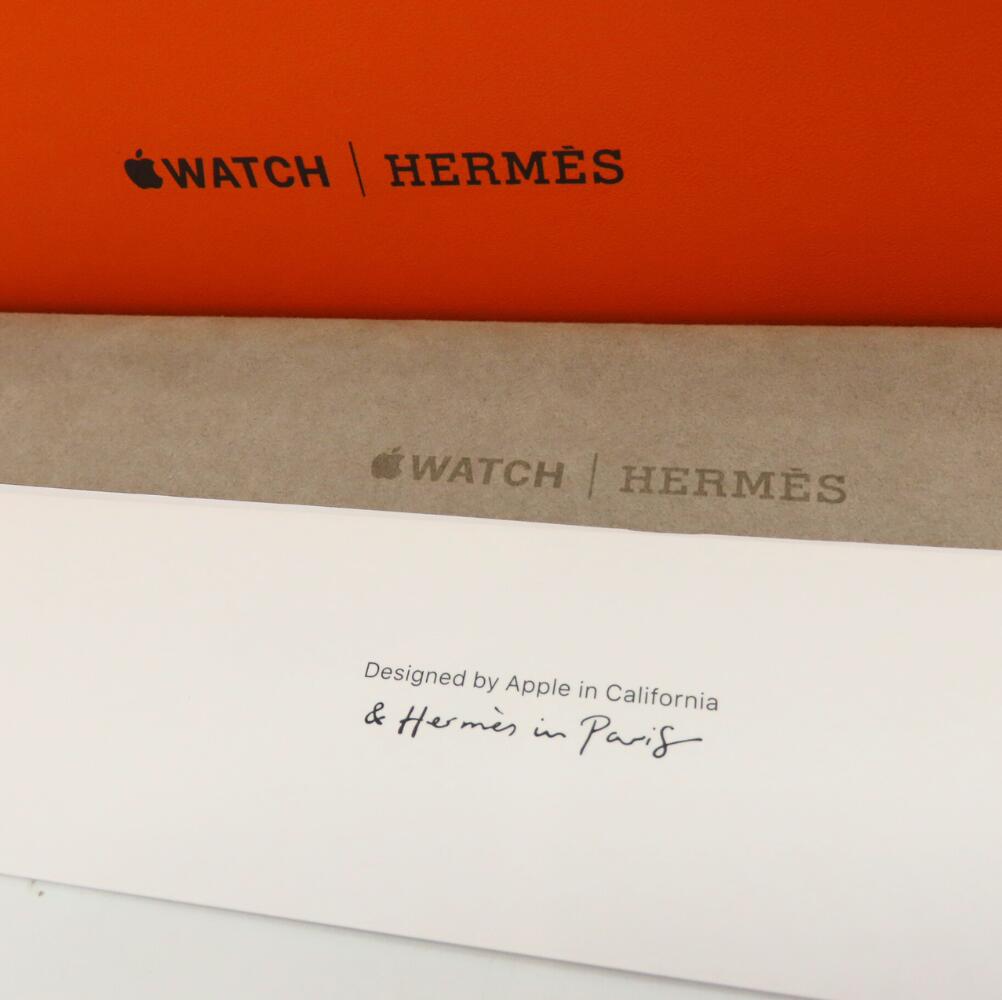 WATCH | HERMÈS
WATCH | HERMÈS
Designed by Apple in California
& Hermès in Paris